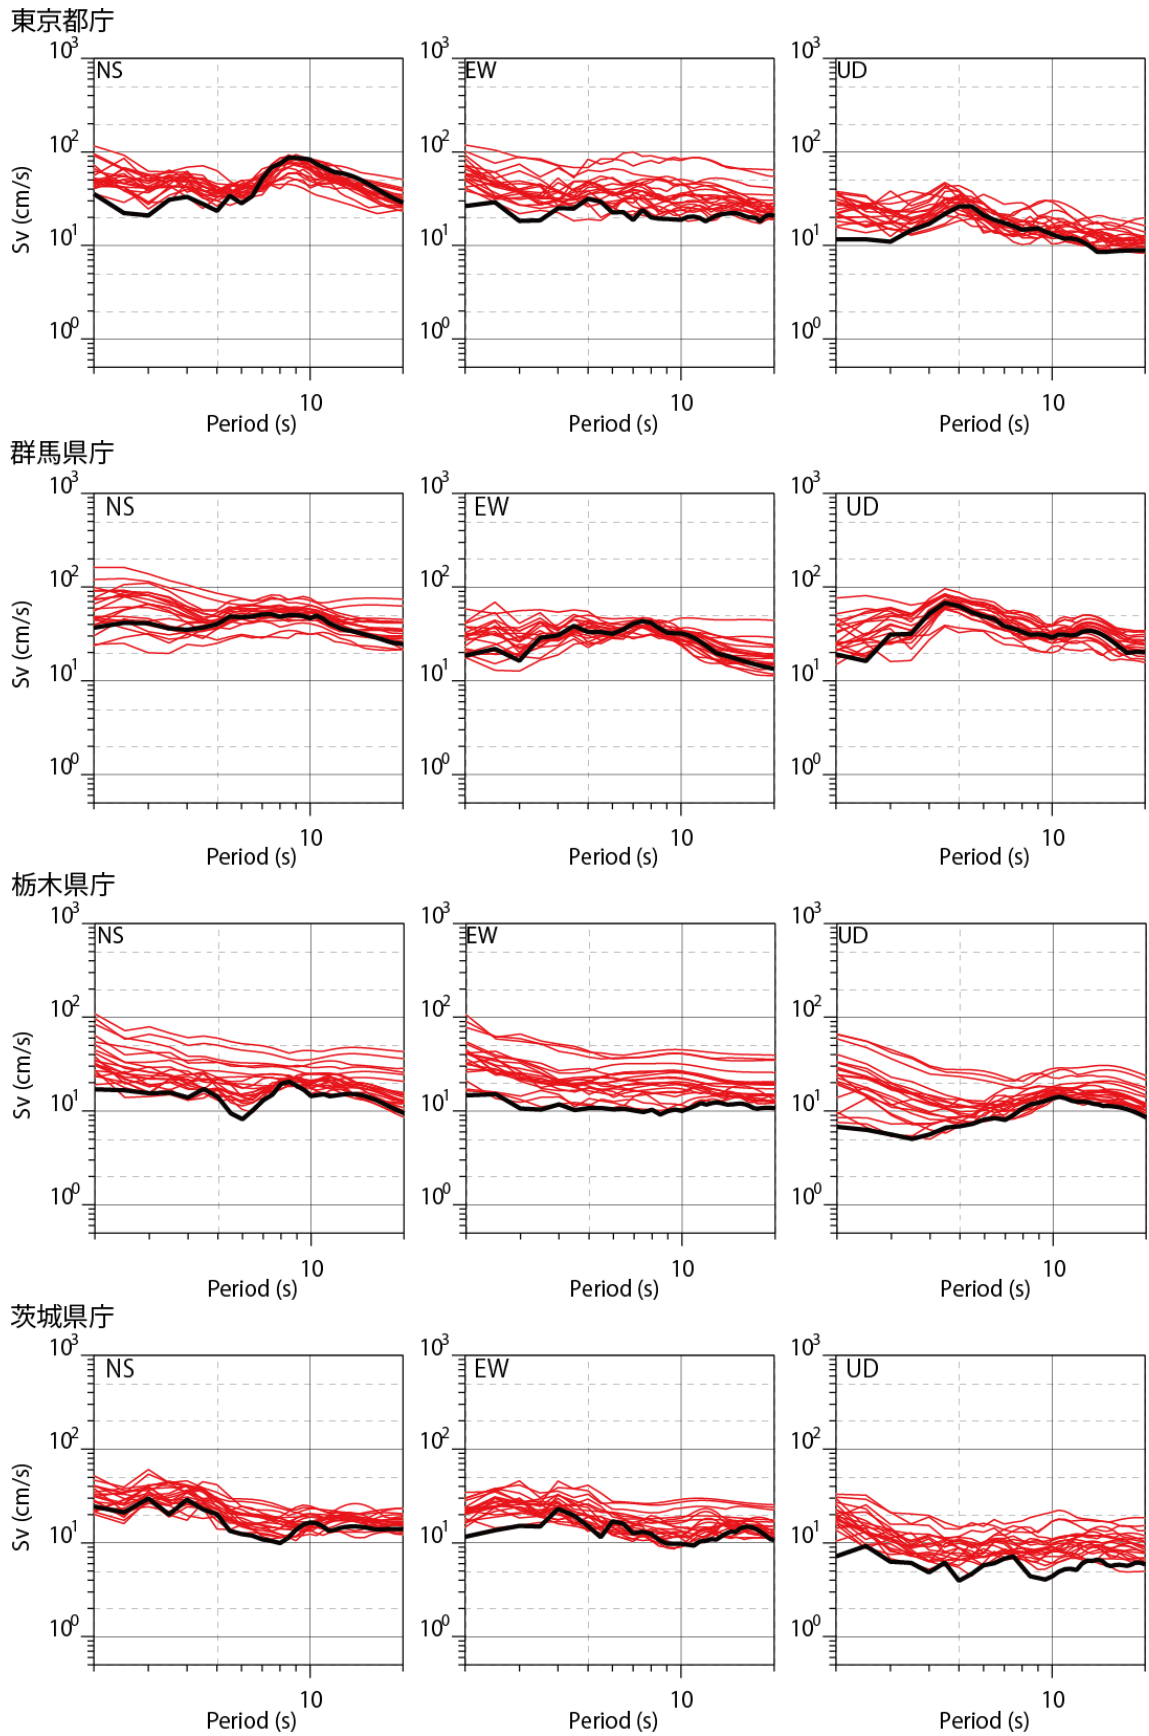 東京都庁
10³ 10³ 10³
NS EW UD
10² 10² 10²
Sv (cm/s)
10¹ 10¹ 10¹
10⁰ 10⁰ 10⁰
10 10 10
Period (s) Period (s) Period (s)
群馬県庁
10³ 10³ 10³
NS EW UD
10² 10² 10²
Sv (cm/s)
10¹ 10¹ 10¹
10⁰ 10⁰ 10⁰
10 10 10
Period (s) Period (s) Period (s)
栃木県庁
10³ 10³ 10³
NS EW UD
10² 10² 10²
Sv (cm/s)
10¹ 10¹ 10¹
10⁰ 10⁰ 10⁰
10 10 10
Period (s) Period (s) Period (s)
茨城県庁
10³ 10³ 10³
NS EW UD
10² 10² 10²
Sv (cm/s)
10¹ 10¹ 10¹
10⁰ 10⁰ 10⁰
10 10 10
Period (s) Period (s) Period (s)